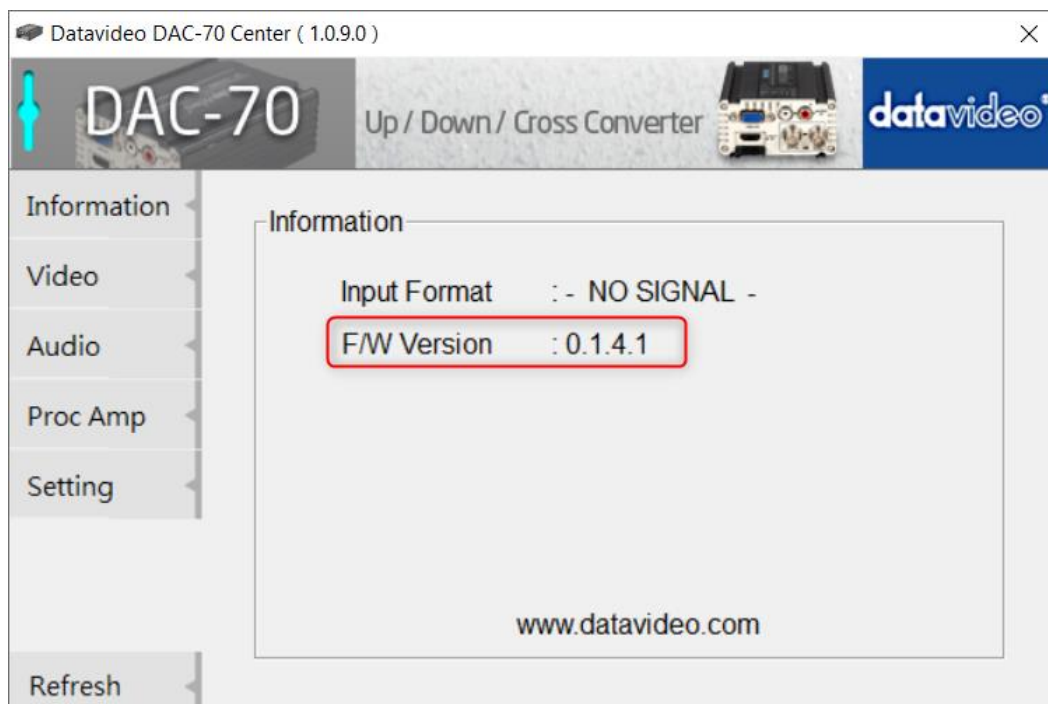 Datavideo DAC-70 Center ( 1.0.9.0 )
DAC-70
Up / Down / Cross Converter
datavideo®
Information
Video
Audio
Proc Amp
Setting
Refresh
Information
Input Format : - NO SIGNAL -
F/W Version : 0.1.4.1
www.datavideo.com